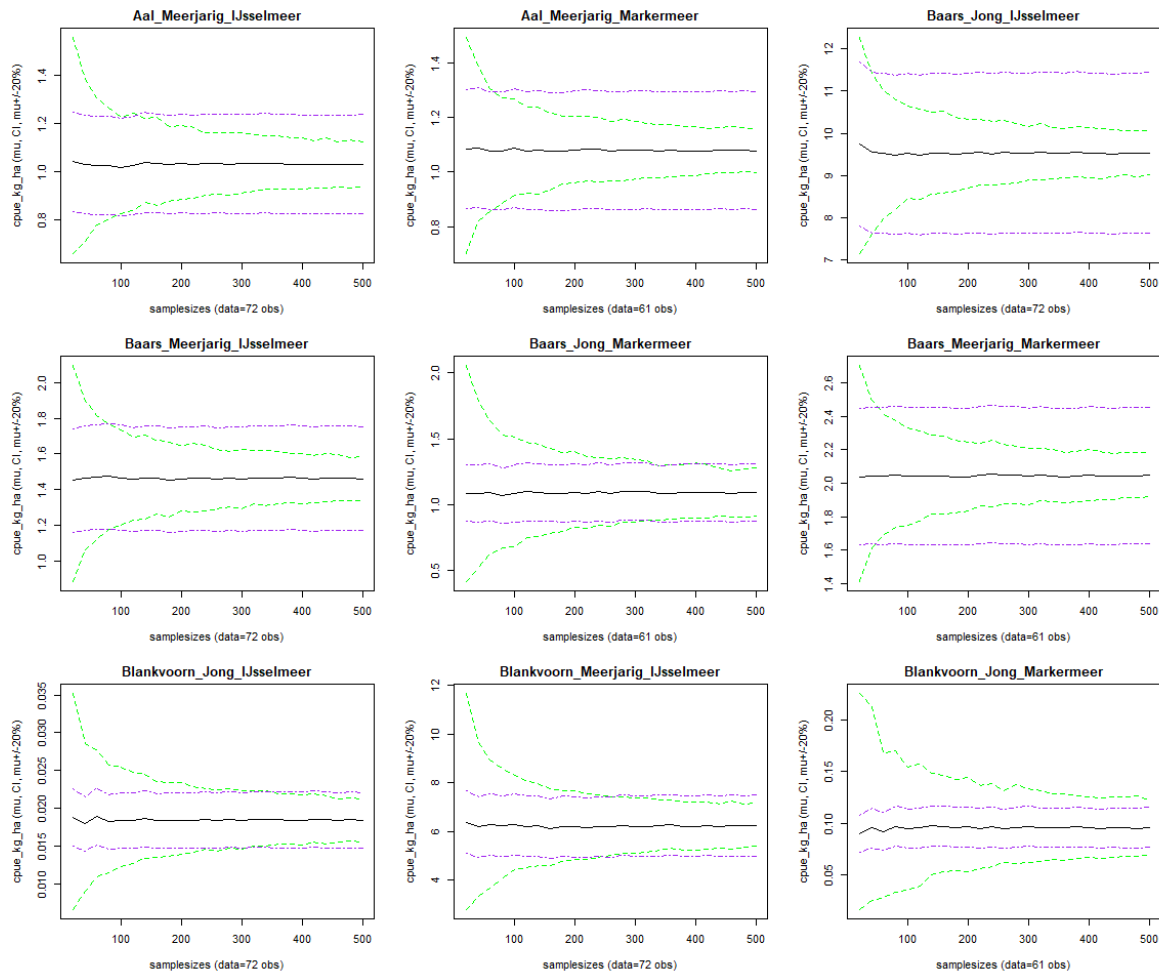 Aal_Meerjarig_IJsselmeer
cpue_kg_ha (mu, CI, mu+/-20%)
0.8 1.0 1.2 1.4
100 200 300 400 500
samplesizes (data=72 obs)
Aal_Meerjarig_Markermeer
cpue_kg_ha (mu, CI, mu+/-20%)
0.8 1.0 1.2 1.4
100 200 300 400 500
samplesizes (data=61 obs)
Baars_Jong_IJsselmeer
cpue_kg_ha (mu, CI, mu+/-20%)
7 8 9 10 11 12
100 200 300 400 500
samplesizes (data=72 obs)
Baars_Meerjarig_IJsselmeer
cpue_kg_ha (mu, CI, mu+/-20%)
1.0 1.2 1.4 1.6 1.8 2.0
100 200 300 400 500
samplesizes (data=72 obs)
Baars_Jong_Markermeer
cpue_kg_ha (mu, CI, mu+/-20%)
0.5 1.0 1.5 2.0
100 200 300 400 500
samplesizes (data=61 obs)
Baars_Meerjarig_Markermeer
cpue_kg_ha (mu, CI, mu+/-20%)
1.4 1.6 1.8 2.0 2.2 2.4 2.6
100 200 300 400 500
samplesizes (data=61 obs)
Blankvoorn_Jong_IJsselmeer
cpue_kg_ha (mu, CI, mu+/-20%)
0.010 0.015 0.020 0.025 0.030 0.035
100 200 300 400 500
samplesizes (data=72 obs)
Blankvoorn_Meerjarig_IJsselmeer
cpue_kg_ha (mu, CI, mu+/-20%)
4 6 8 10 12
100 200 300 400 500
samplesizes (data=72 obs)
Blankvoorn_Jong_Markermeer
cpue_kg_ha (mu, CI, mu+/-20%)
0.05 0.10 0.15 0.20
100 200 300 400 500
samplesizes (data=61 obs)